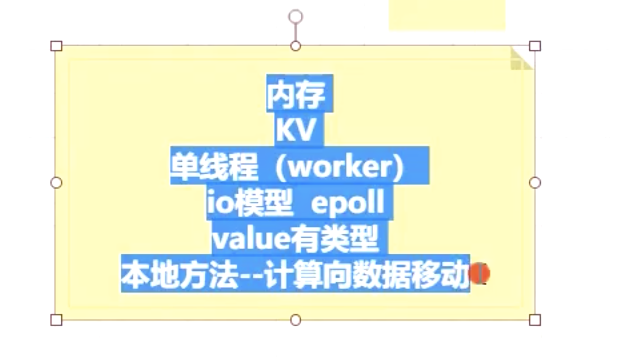 内存
KV
单线程（worker）
io模型  epoll
value有类型
本地方法--计算向数据移动